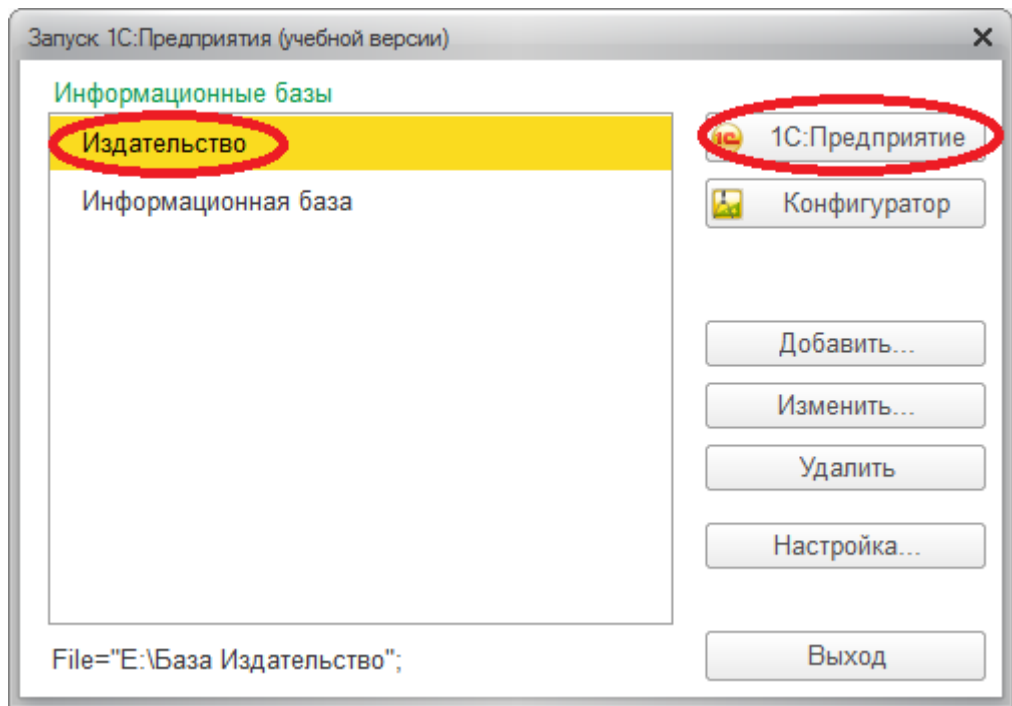 Запуск 1С:Предприятия (учебной версии)
Информационные базы
Издательство
Информационная база
1С:Предприятие
Конфигуратор
Добавить...
Изменить...
Удалить
Настройка...
File="E:\База Издательство";
Выход